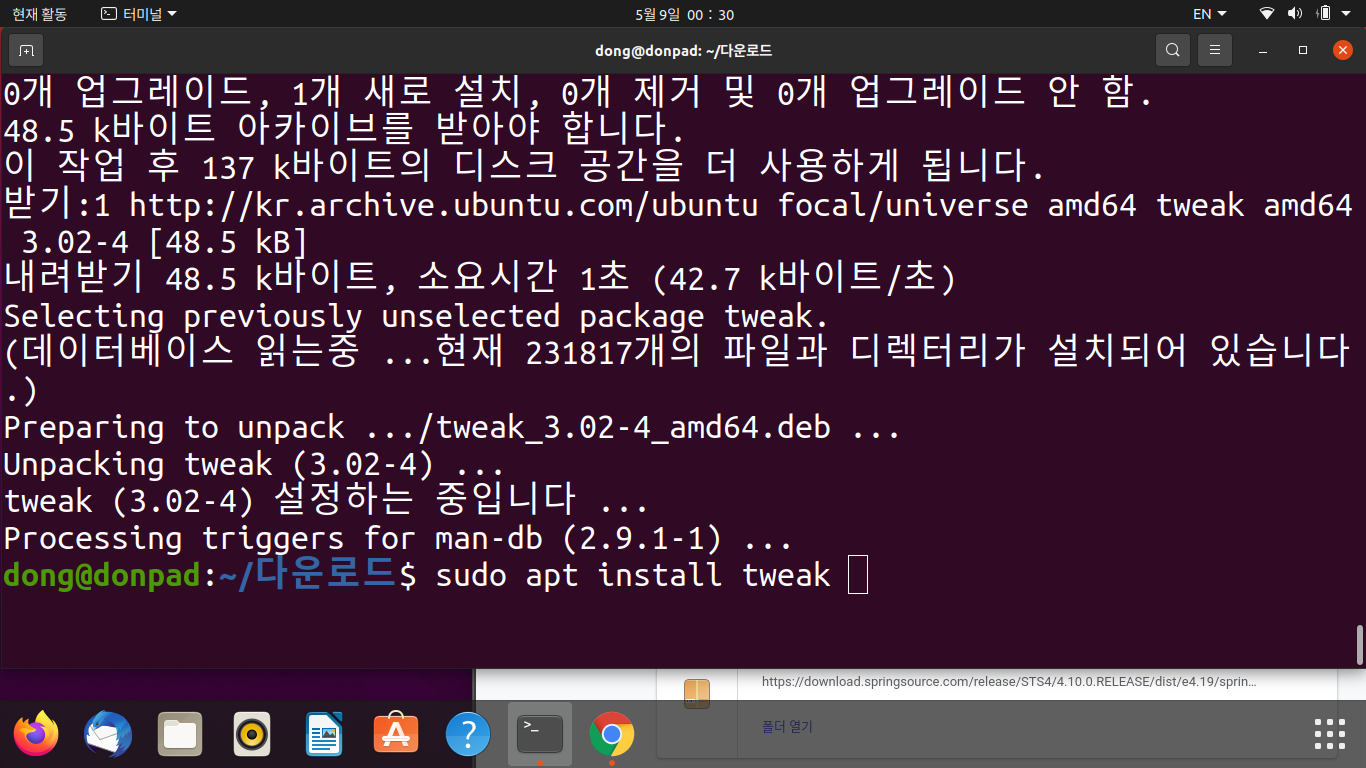 현재 활동
터미널
5월 9일 00 : 30
EN
dong@donpad: ~/다운로드
0개 업그레이드, 1개 새로 설치, 0개 제거 및 0개 업그레이드 안 함.
48.5 k바이트 아카이브를 받아야 합니다.
이 작업 후 137 k바이트의 디스크 공간을 더 사용하게 됩니다.
받기:1 http://kr.archive.ubuntu.com/ubuntu focal/universe amd64 tweak amd64
3.02-4 [48.5 kB]
내려받기 48.5 k바이트, 소요시간 1초 (42.7 k바이트/초)
Selecting previously unselected package tweak.
(데이터베이스 읽는중 ...현재 231817개의 파일과 디렉터리가 설치되어 있습니다
.)
Preparing to unpack .../tweak_3.02-4_amd64.deb ...
Unpacking tweak (3.02-4) ...
tweak (3.02-4) 설정하는 중입니다 ...
Processing triggers for man-db (2.9.1-1) ...
dong@donpad:~/다운로드$ sudo apt install tweak
https://download.springsource.com/release/STS4/4.10.0.RELEASE/dist/e4.19/sprin…
폴더 열기